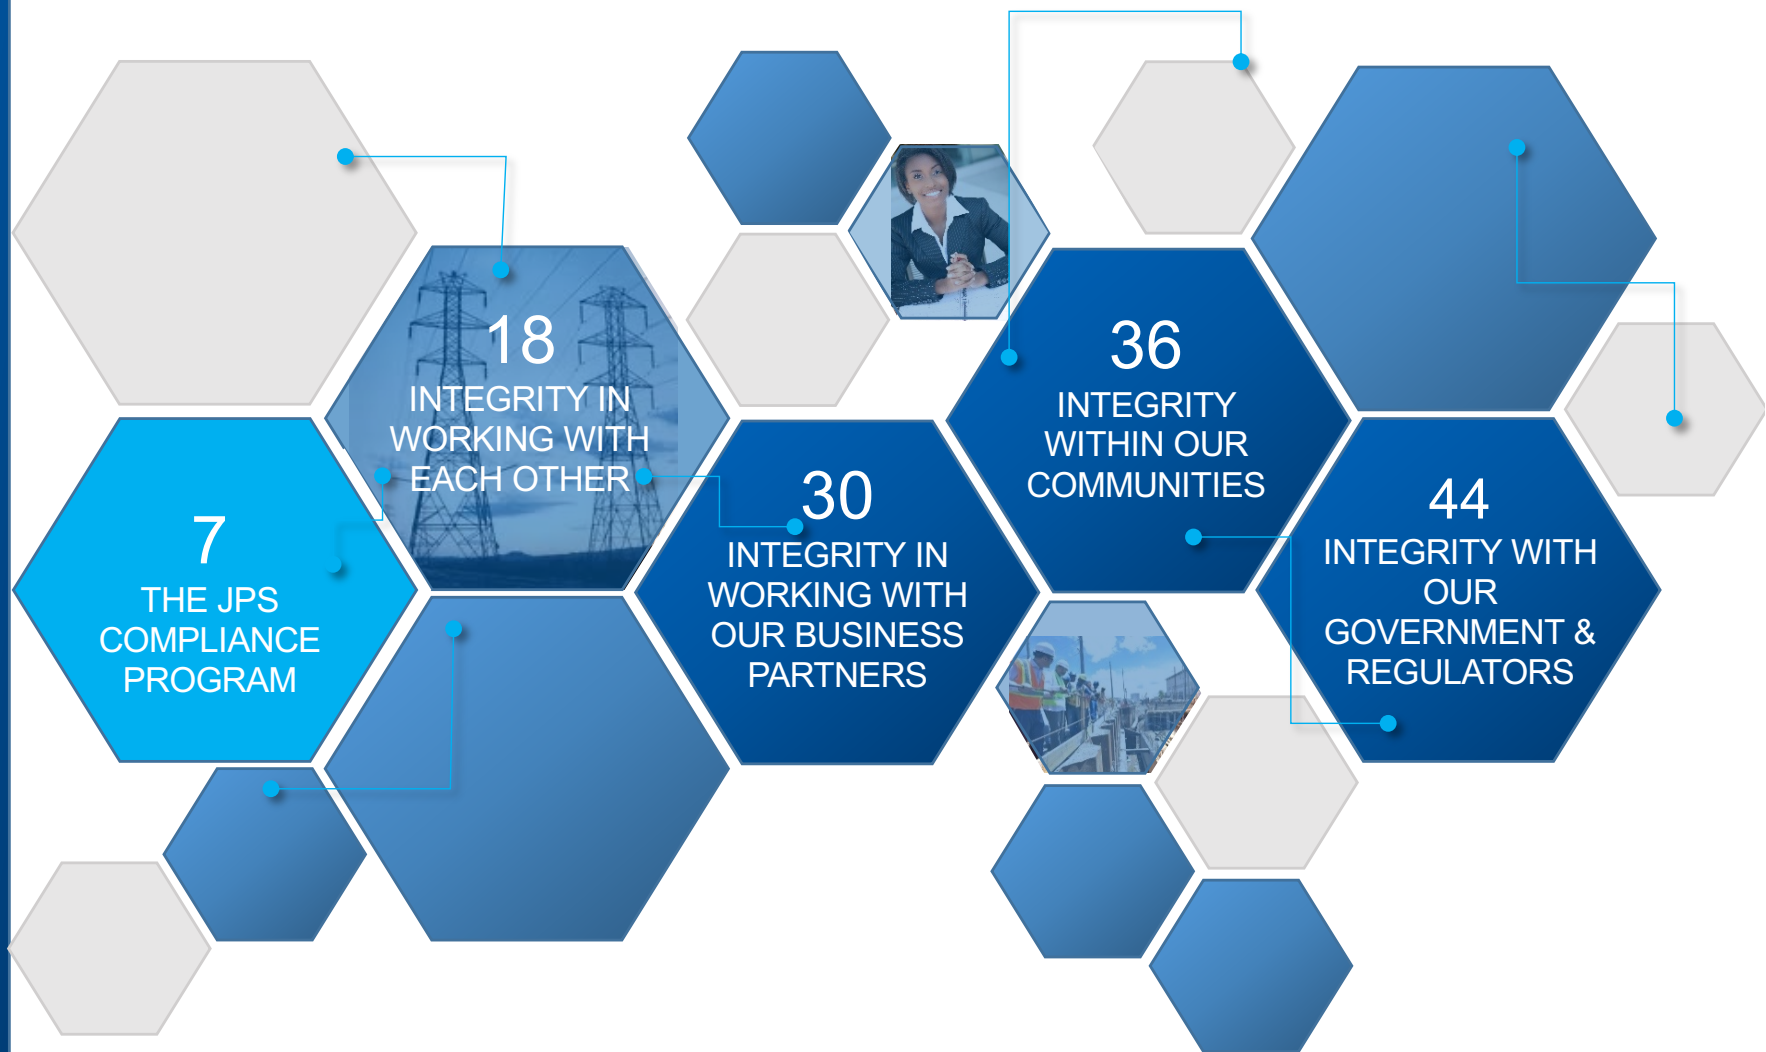 7
THE JPS
COMPLIANCE
PROGRAM
18
INTEGRITY IN
WORKING WITH
EACH OTHER
30
INTEGRITY IN
WORKING WITH
OUR BUSINESS
PARTNERS
36
INTEGRITY
WITHIN OUR
COMMUNITIES
44
INTEGRITY WITH
OUR
GOVERNMENT &
REGULATORS